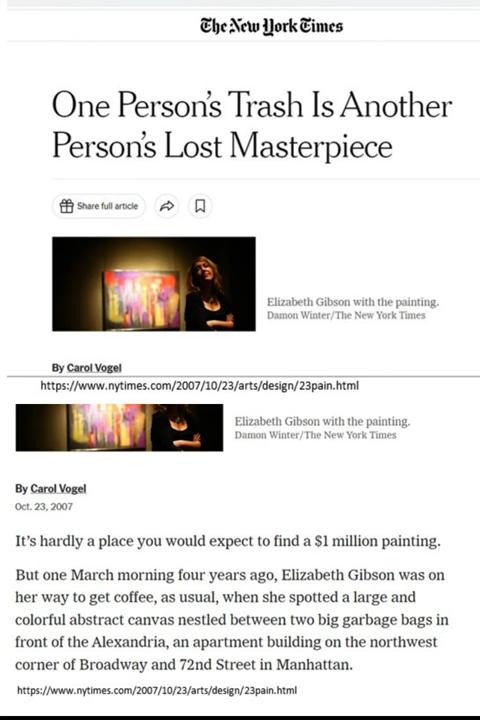 The New York Times
One Person's Trash Is Another
Person's Lost Masterpiece
Share full article
Elizabeth Gibson with the painting.
Damon Winter/The New York Times
By Carol Vogel
https://www.nytimes.com/2007/10/23/arts/design/23pain.html
Elizabeth Gibson with the painting.
Damon Winter/The New York Times
By Carol Vogel
Oct. 23, 2007
It's hardly a place you would expect to find a $1 million painting.
But one March morning four years ago, Elizabeth Gibson was on
her way to get coffee, as usual, when she spotted a large and
colorful abstract canvas nestled between two big garbage bags in
front of the Alexandria, an apartment building on the northwest
corner of Broadway and 72nd Street in Manhattan.
https://www.nytimes.com/2007/10/23/arts/design/23pain.html